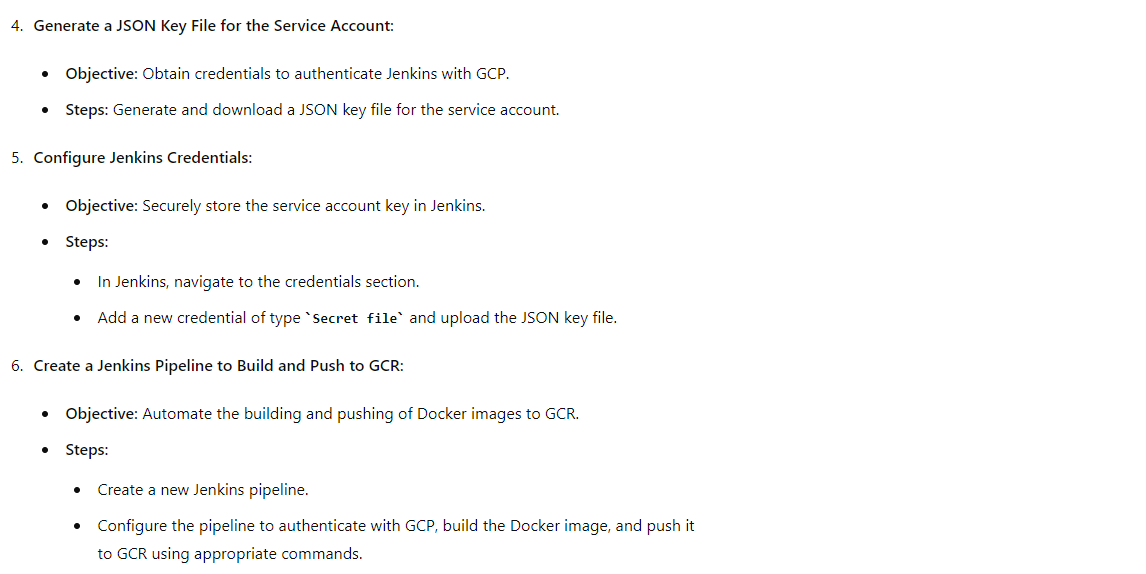 4. Generate a JSON Key File for the Service Account:
• Objective: Obtain credentials to authenticate Jenkins with GCP.
• Steps: Generate and download a JSON key file for the service account.
5. Configure Jenkins Credentials:
• Objective: Securely store the service account key in Jenkins.
• Steps:
• In Jenkins, navigate to the credentials section.
• Add a new credential of type `Secret file` and upload the JSON key file.
6. Create a Jenkins Pipeline to Build and Push to GCR:
• Objective: Automate the building and pushing of Docker images to GCR.
• Steps:
• Create a new Jenkins pipeline.
• Configure the pipeline to authenticate with GCP, build the Docker image, and push it
to GCR using appropriate commands.